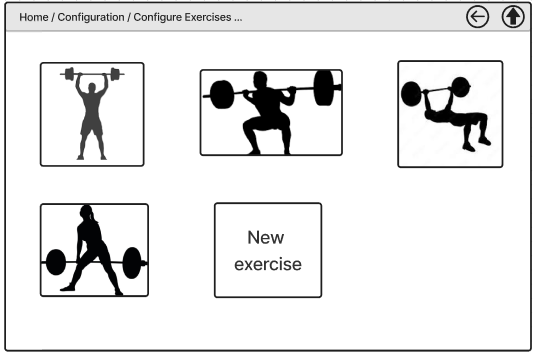 Home / Configuration / Configure Exercises ...
New
exercise